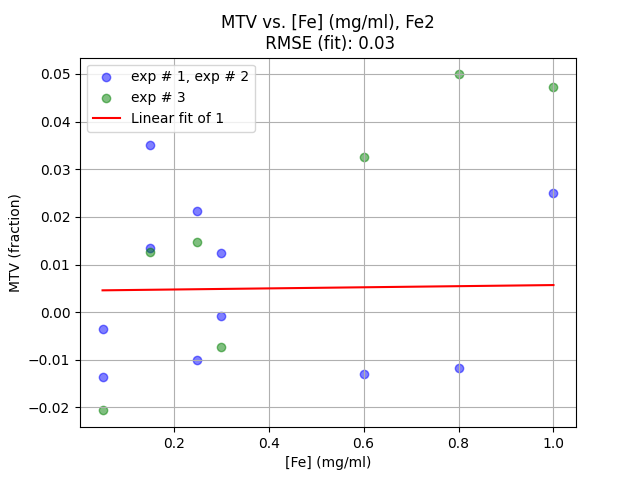 MTV vs. [Fe] (mg/ml), Fe2
RMSE (fit): 0.03
exp # 1, exp # 2
exp # 3
Linear fit of 1
0.05
0.04
0.03
0.02
0.01
0.00
−0.01
−0.02
MTV (fraction)
0.2 0.4 0.6 0.8 1.0
[Fe] (mg/ml)